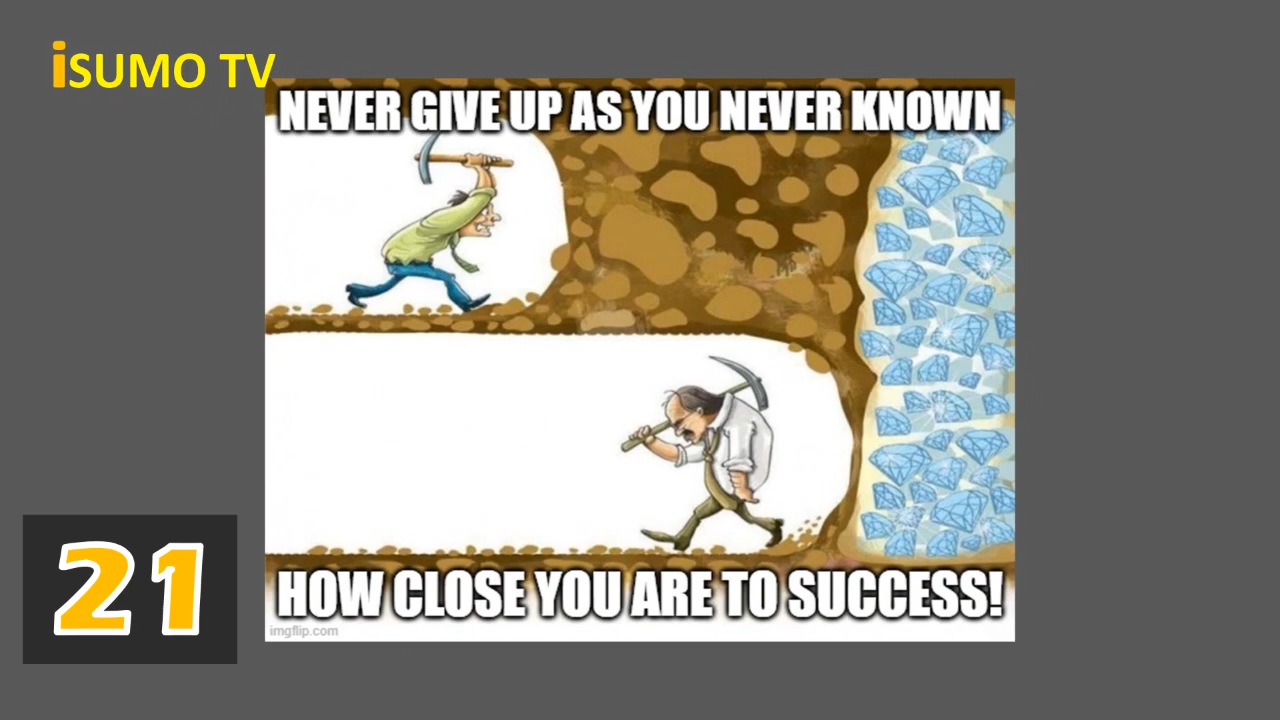 iSUMO TV
NEVER GIVE UP AS YOU NEVER KNOWN
HOW CLOSE YOU ARE TO SUCCESS!
imgflip.com
21